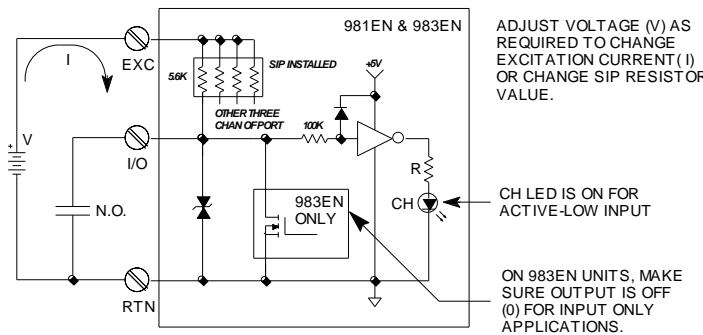 981EN & 983EN
ADJUST VOLTAGE (V) AS
REQUIRED TO CHANGE
EXCITATION CURRENT( I)
OR CHANGE SIP RESISTOR
VALUE.
EXC
I
SIP INSTALLED
5.6K
+5V
OTHER THREE
CHAN OF PORT
100K
+
V
I/O
R
N.O.
983EN
ONLY
CH
CH LED IS ON FOR
ACTIVE-LOW INPUT
RTN
ON 983EN UNITS, MAKE
SURE OUTPUT IS OFF
(0) FOR INPUT ONLY
APPLICATIONS.